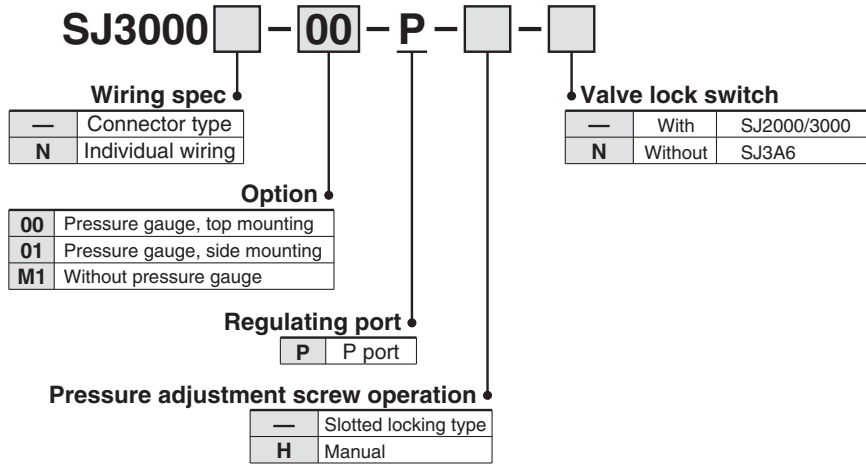 SJ3000 - 00 - P - -
Wiring spec
— Connector type
N Individual wiring
Valve lock switch
— With SJ2000/3000
N Without SJ3A6
Option
00 Pressure gauge, top mounting
01 Pressure gauge, side mounting
M1 Without pressure gauge
Regulating port
P P port
Pressure adjustment screw operation
— Slotted locking type
H Manual